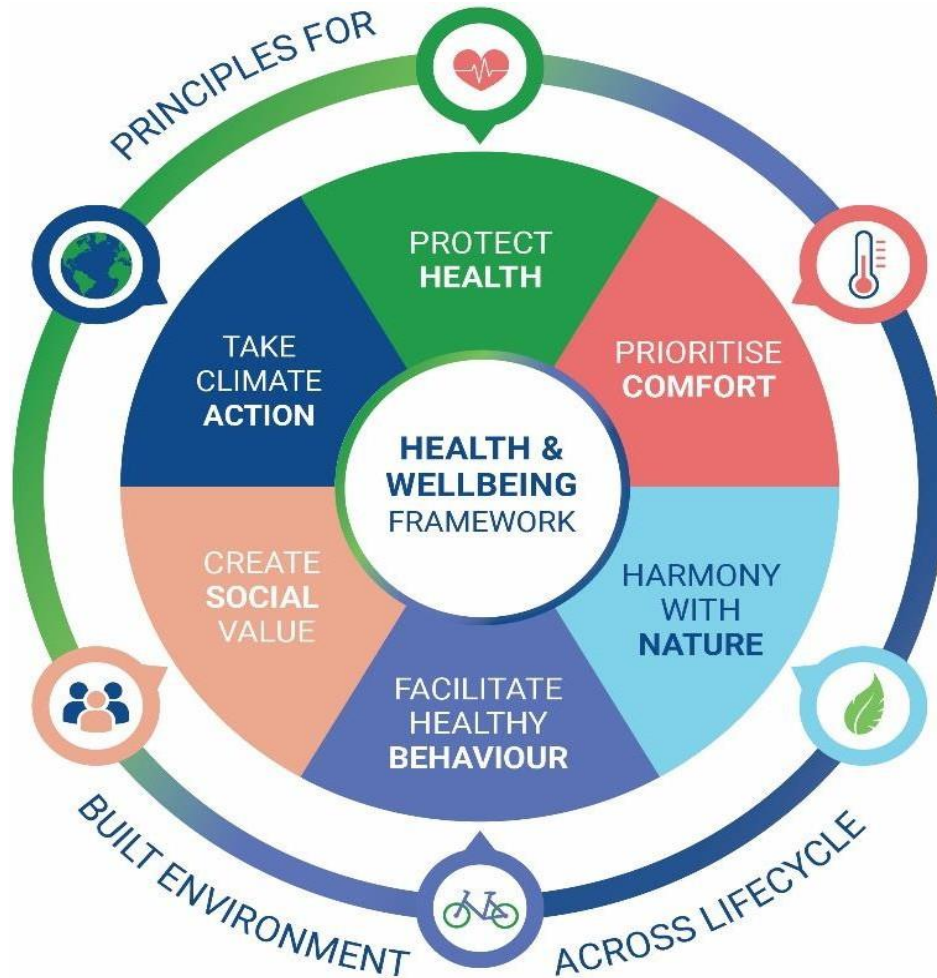 PRINCIPLES FOR
BUILT ENVIRONMENT
ACROSS LIFECYCLE
HEALTH &
WELLBEING
FRAMEWORK
PROTECT
HEALTH
PRIORITISE
COMFORT
HARMONY
WITH
NATURE
FACILITATE
HEALTHY
BEHAVIOUR
CREATE
SOCIAL
VALUE
TAKE
CLIMATE
ACTION